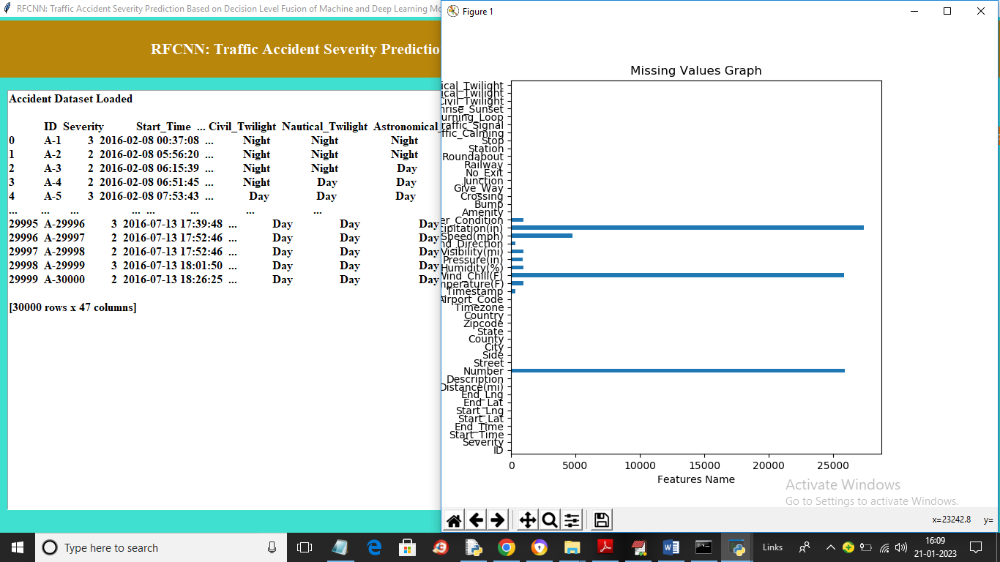 RFCNN: Traffic Accident Severity Prediction Based on Decision Level Fusion of Machine and Deep Learning Mo
RFCNN: Traffic Accident Severity Predictio
Accident Dataset Loaded
ID Severity Start_Time ... Civil_Twilight Nautical_Twilight Astronomical_
0 A-1 3 2016-02-08 00:37:08 ... Night Night Night
1 A-2 2 2016-02-08 05:56:20 ... Night Night Night
2 A-3 2 2016-02-08 06:15:39 ... Night Night Day
3 A-4 2 2016-02-08 06:51:45 ... Night Day Day
4 A-5 3 2016-02-08 07:53:43 ... Day Day Day
... ... ... ... ... ... ... ...
29995 A-29996 3 2016-07-13 17:39:48 ... Day Day Day
29996 A-29997 2 2016-07-13 17:52:46 ... Day Day Day
29997 A-29998 2 2016-07-13 17:52:46 ... Day Day Day
29998 A-29999 3 2016-07-13 18:01:50 ... Day Day Day
29999 A-30000 2 2016-07-13 18:26:25 ... Day Day Day
[30000 rows x 47 columns]
Figure 1
Missing Values Graph
ical_Twilight
ical_Twilight
Civil_Twilight
nrise_Sunset
urning_Loop
raffic_Signal
ffic_Calming
Stop
Station
Roundabout
Railway
No_Exit
Junction
Give_Way
Crossing
Bump
Amenity
er_Condition
cipitation(in)
Speed(mph)
nd_Direction
Visibility(mi)
Pressure(in)
Humidity(%)
Wind_Chill(F)
mperature(F)
Timestamp
Airport_Code
Timezone
Country
Zipcode
State
County
City
Side
Street
Number
Description
Distance(mi)
End_Lng
End_Lat
Start_Lng
Start_Lat
End_Time
Start_Time
Severity
ID
0 5000 10000 15000 20000 25000
Features Name
Activate Windows
Go to Settings to activate Windows.
x=23242.8 y=
Type here to search
Links
16:09
21-01-2023